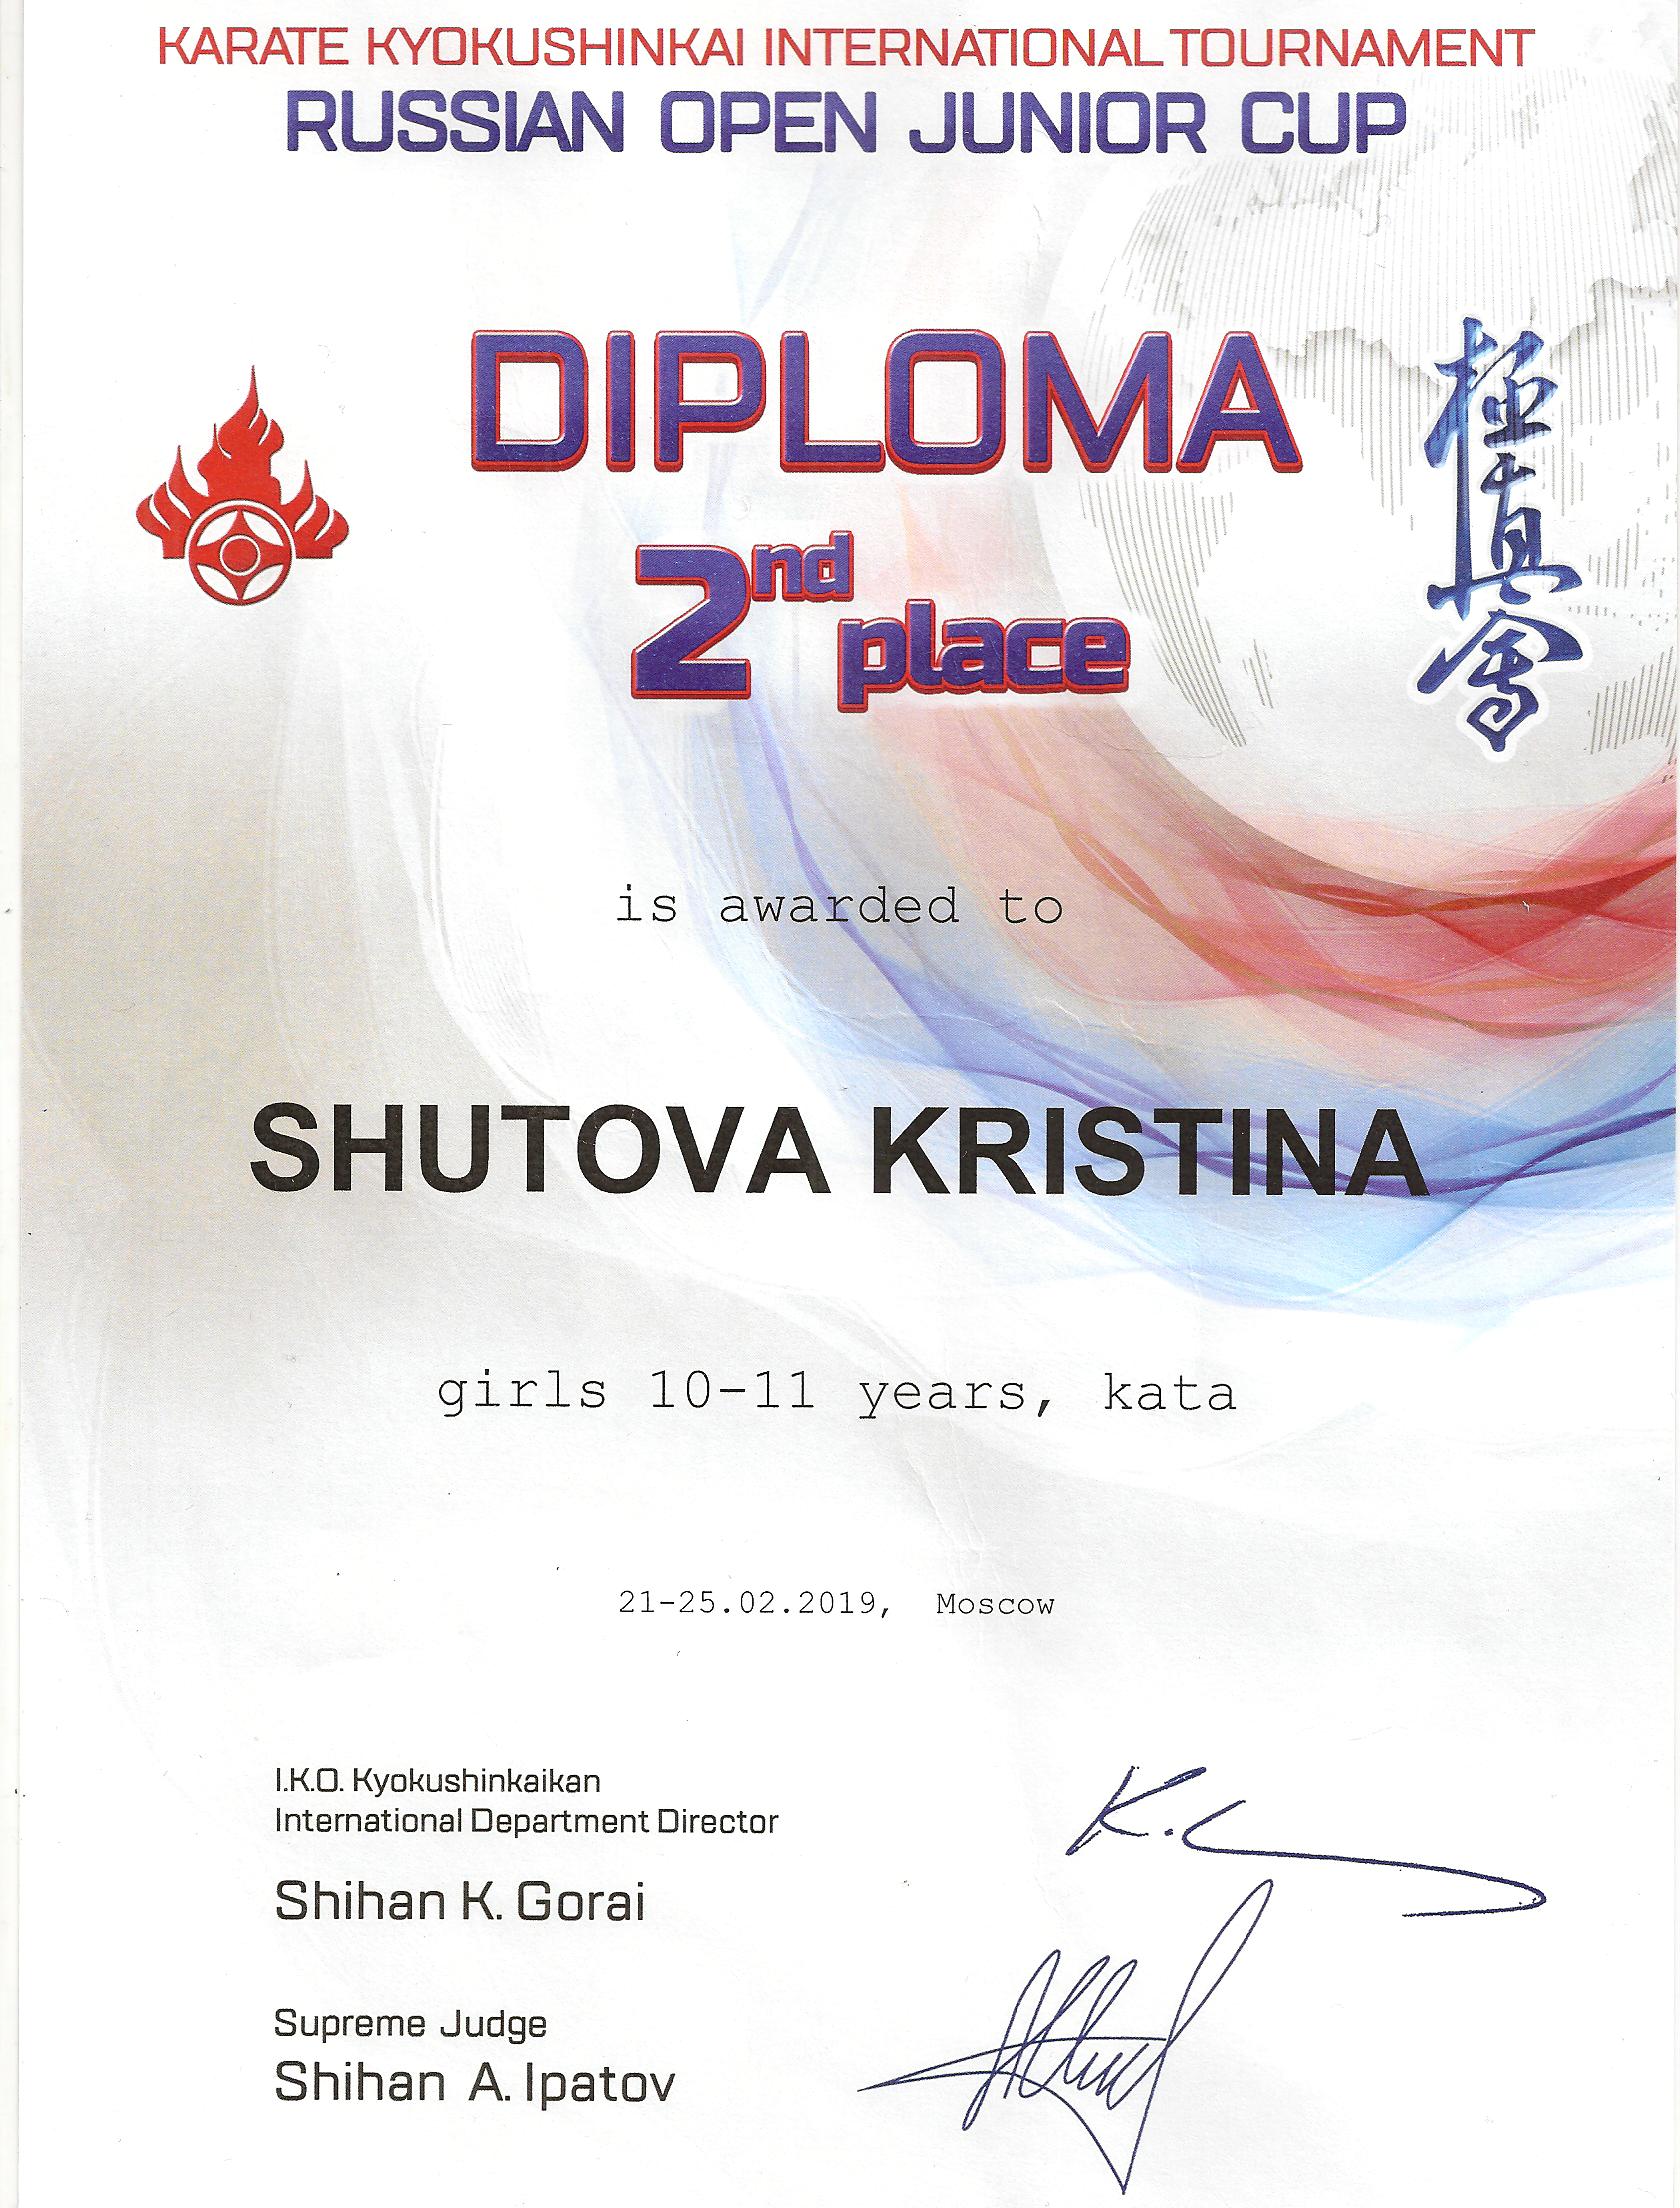 KARATE KYOKUSHINKAI INTERNATIONAL TOURNAMENT
RUSSIAN OPEN JUNIOR CUP
DIPLOMA
2nd place
極真會
is awarded to
SHUTOVA KRISTINA
girls 10-11 years, kata
21-25.02.2019, Moscow
I.K.O. Kyokushinkaikan
International Department Director
Shihan K. Gorai
Supreme Judge
Shihan A. Ipatov